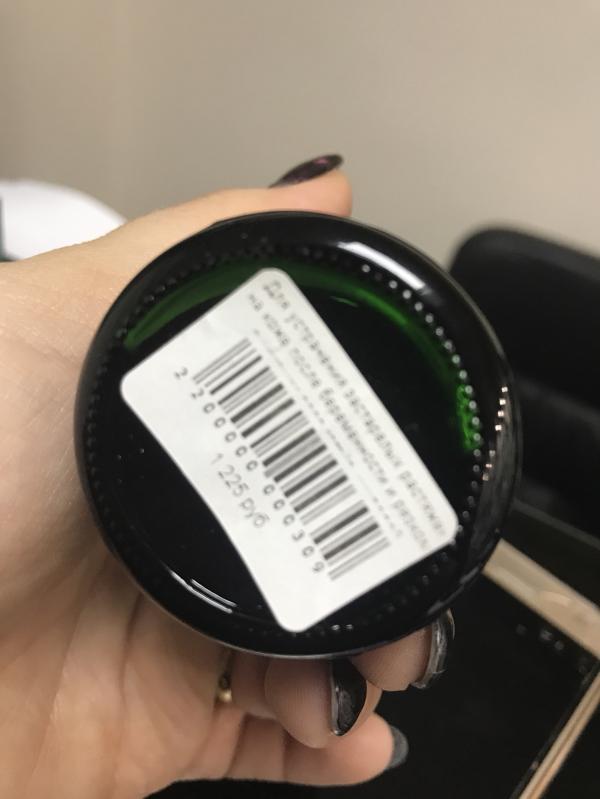 Для устранения застарелых растяжек
на коже после беременности и резкой
2 200000 000309
1 225 руб